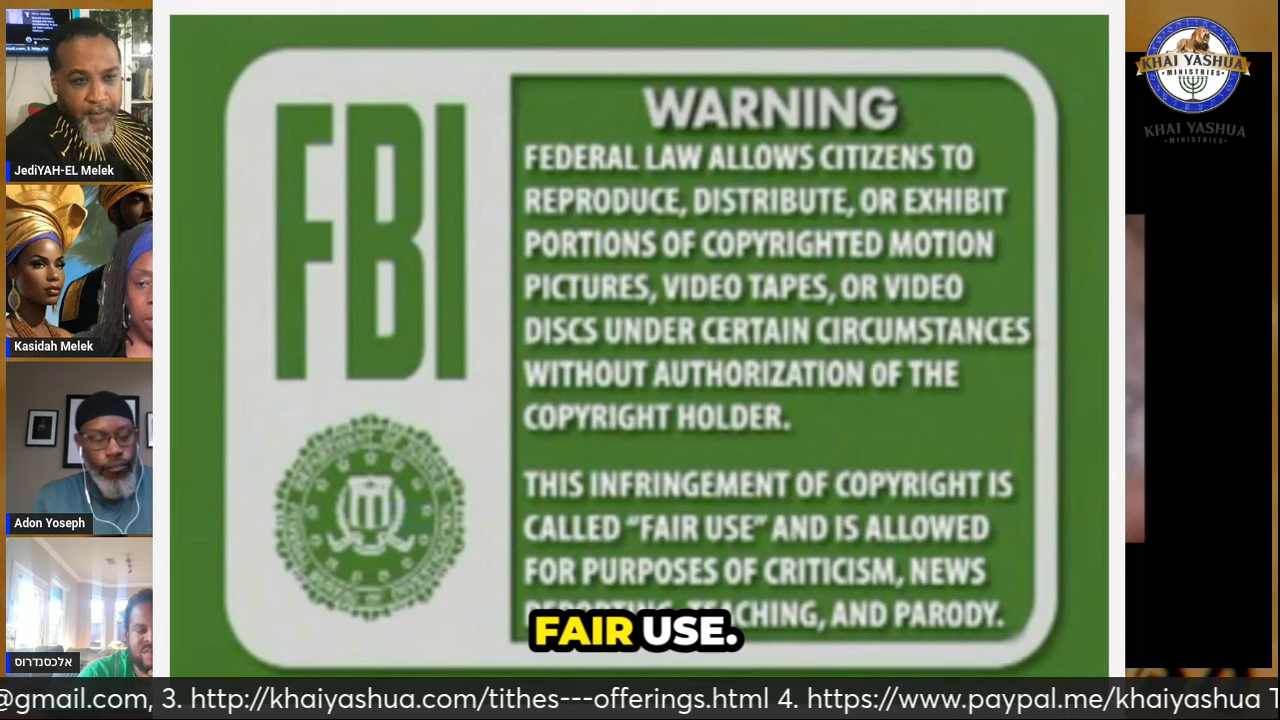 JediYAH-EL Melek
Kasidah Melek
Adon Yoseph
אלכסנדרוס
FBI
WARNING
FEDERAL LAW ALLOWS CITIZENS TO
REPRODUCE, DISTRIBUTE, OR EXHIBIT
PORTIONS OF COPYRIGHTED MOTION
PICTURES, VIDEO TAPES, OR VIDEO
DISCS UNDER CERTAIN CIRCUMSTANCES
WITHOUT AUTHORIZATION OF THE
COPYRIGHT HOLDER.
THIS INFRINGEMENT OF COPYRIGHT IS
CALLED "FAIR USE" AND IS ALLOWED
FOR PURPOSES OF CRITICISM, NEWS
REPORTING, TEACHING, AND PARODY.
FAIR USE.
KHAI YASHUA
•MINISTRIES•
KHAI YASHUA
•MINISTRIES•
@gmail.com, 3. http://khaiyashua.com/tithes---offerings.html 4. https://www.paypal.me/khaiyashua